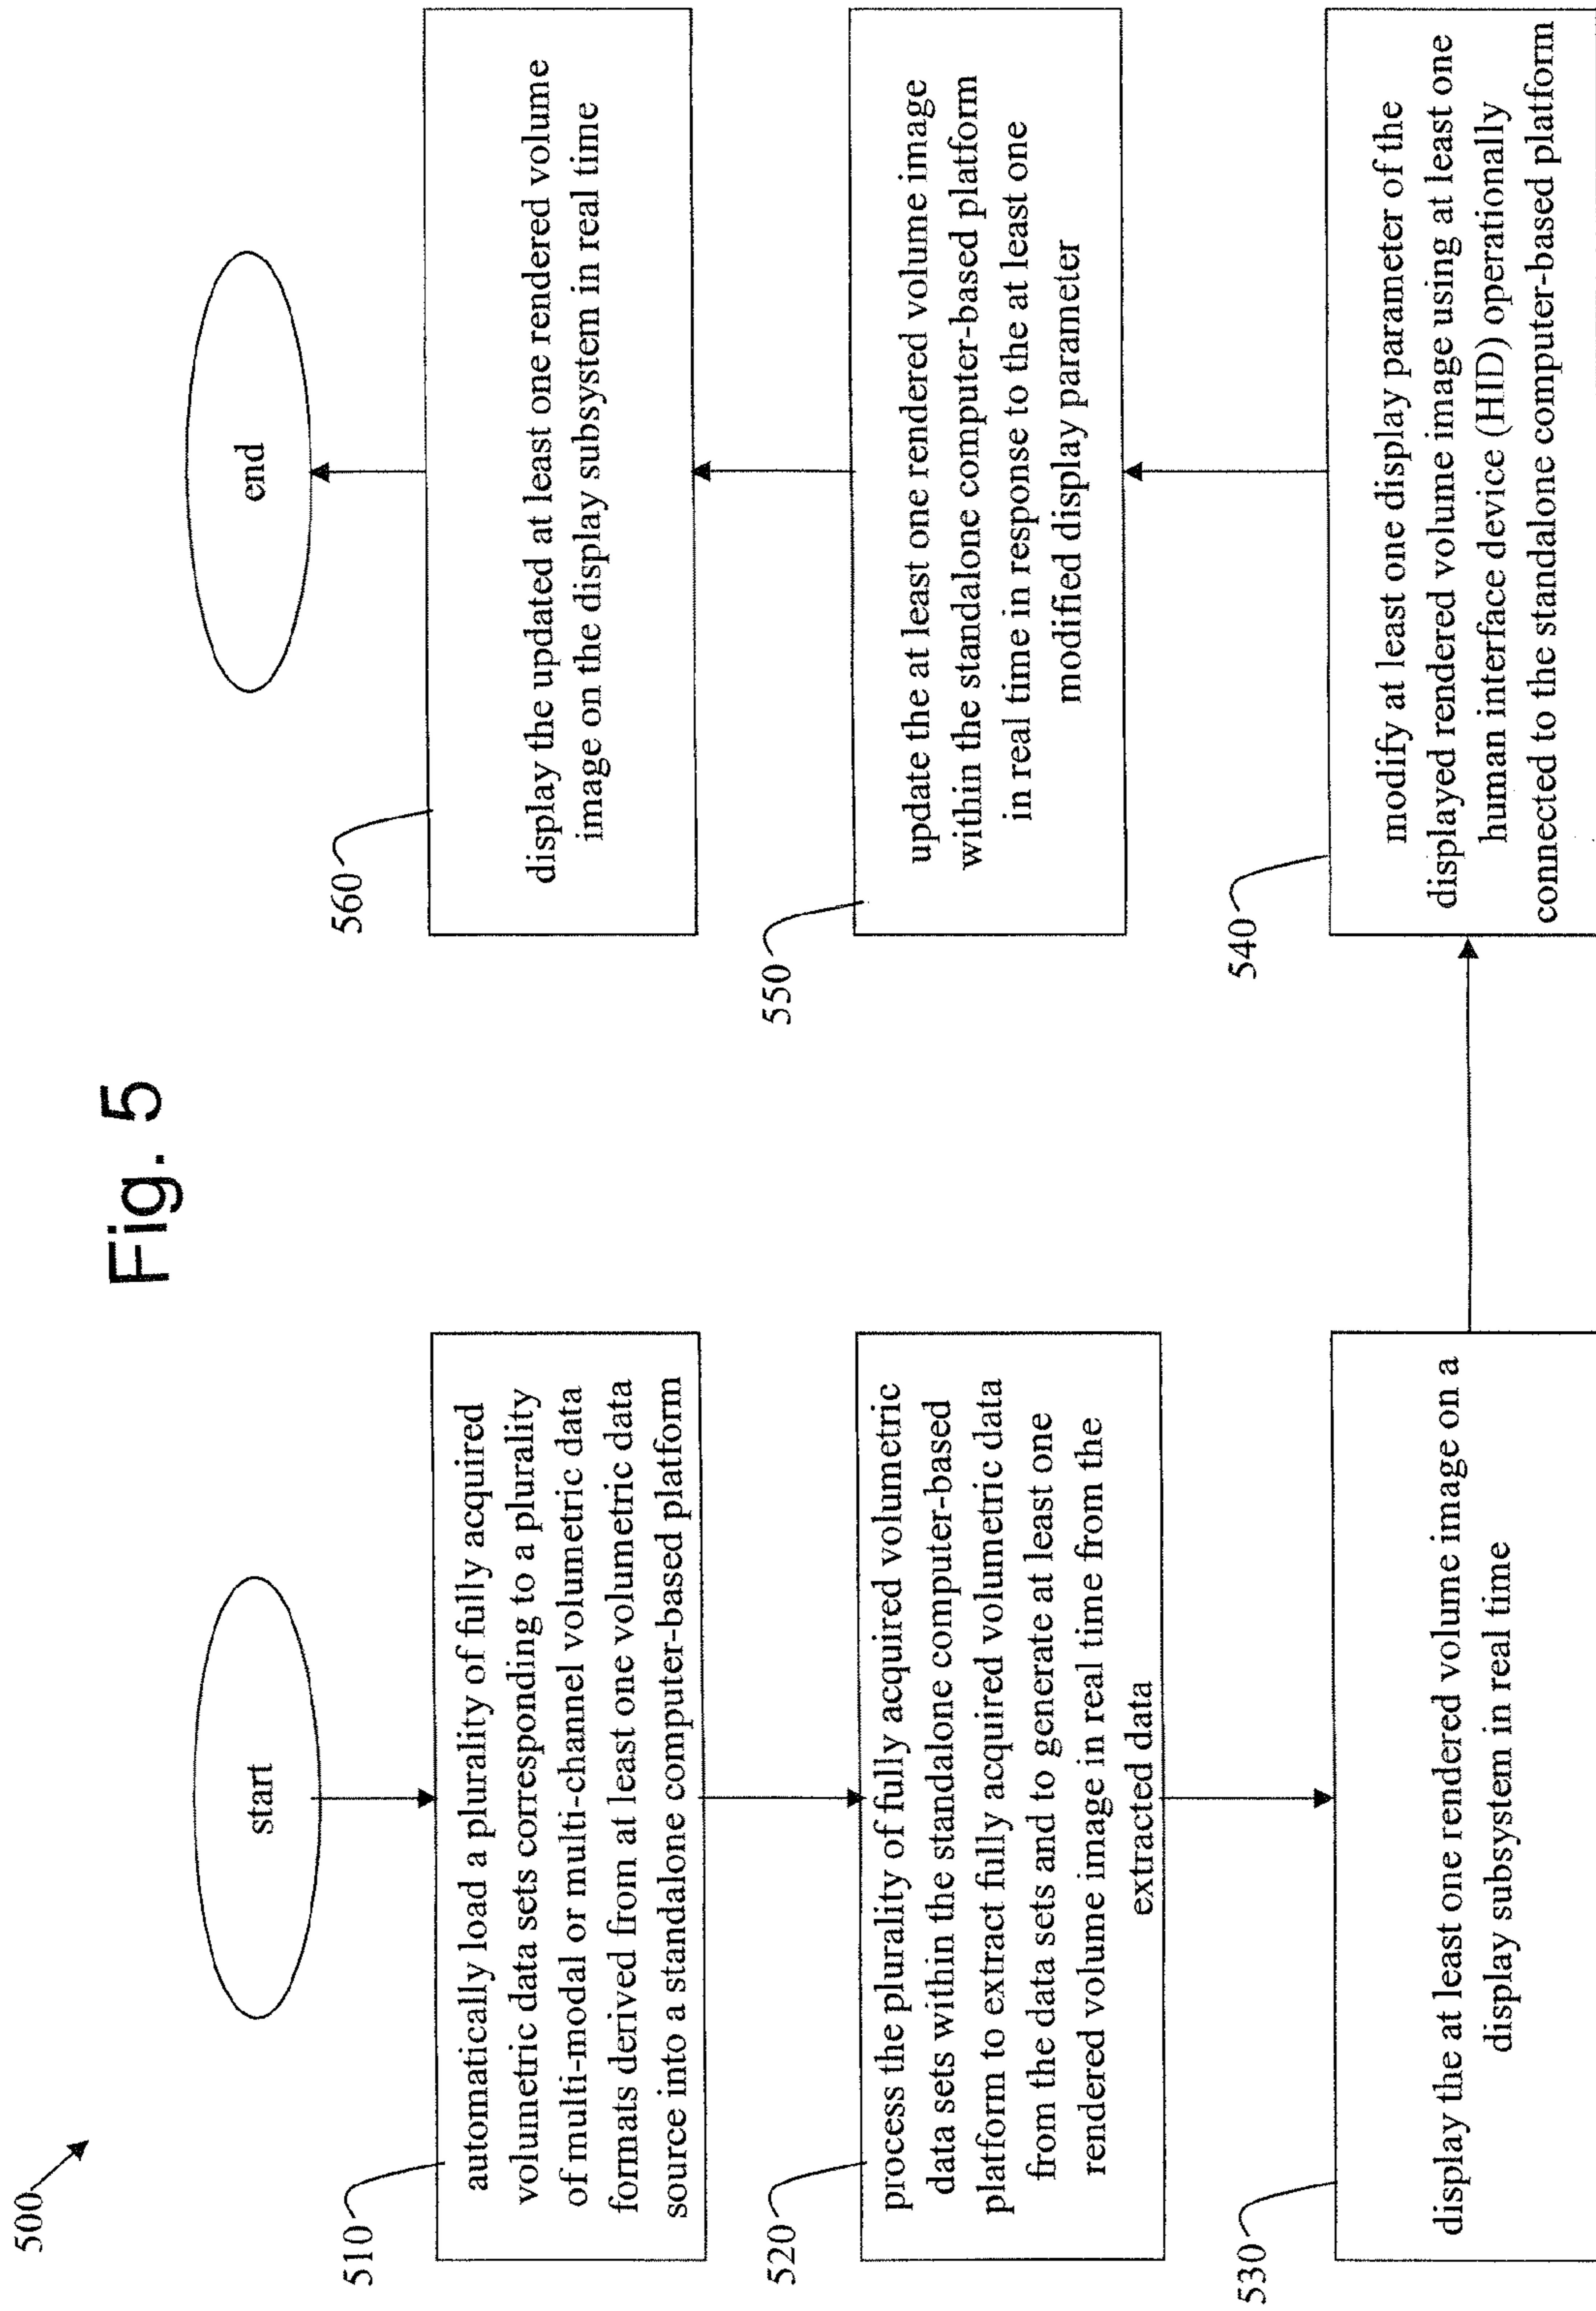 500
Fig. 5
start
510
automatically load a plurality of fully acquired
volumetric data sets corresponding to a plurality
of multi-modal or multi-channel volumetric data
formats derived from at least one volumetric data
source into a standalone computer-based platform
520
process the plurality of fully acquired volumetric
data sets within the standalone computer-based
platform to extract fully acquired volumetric data
from the data sets and to generate at least one
rendered volume image in real time from the
extracted data
530
display the at least one rendered volume image on a
display subsystem in real time
540
modify at least one display parameter of the
displayed rendered volume image using at least one
human interface device (HID) operationally
connected to the standalone computer-based platform
550
update the at least one rendered volume image
within the standalone computer-based platform
in real time in response to the at least one
modified display parameter
560
display the updated at least one rendered volume
image on the display subsystem in real time
end